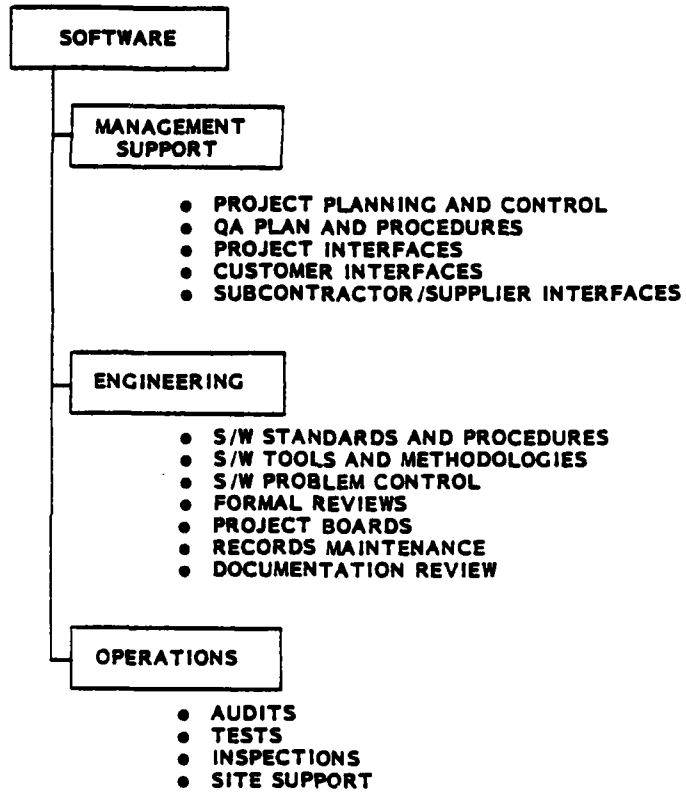 SOFTWARE
MANAGEMENT
SUPPORT
● PROJECT PLANNING AND CONTROL
● QA PLAN AND PROCEDURES
● PROJECT INTERFACES
● CUSTOMER INTERFACES
● SUBCONTRACTOR/SUPPLIER INTERFACES
ENGINEERING
● S/W STANDARDS AND PROCEDURES
● S/W TOOLS AND METHODOLOGIES
● S/W PROBLEM CONTROL
● FORMAL REVIEWS
● PROJECT BOARDS
● RECORDS MAINTENANCE
● DOCUMENTATION REVIEW
OPERATIONS
● AUDITS
● TESTS
● INSPECTIONS
● SITE SUPPORT